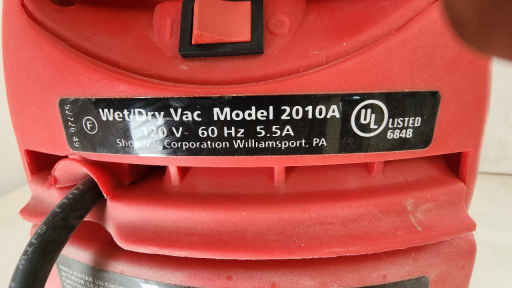 Wet/Dry Vac Model 2010A
120 V~ 60 Hz 5.5A
Corporation Williamsport, PA
F
UL LISTED
684B